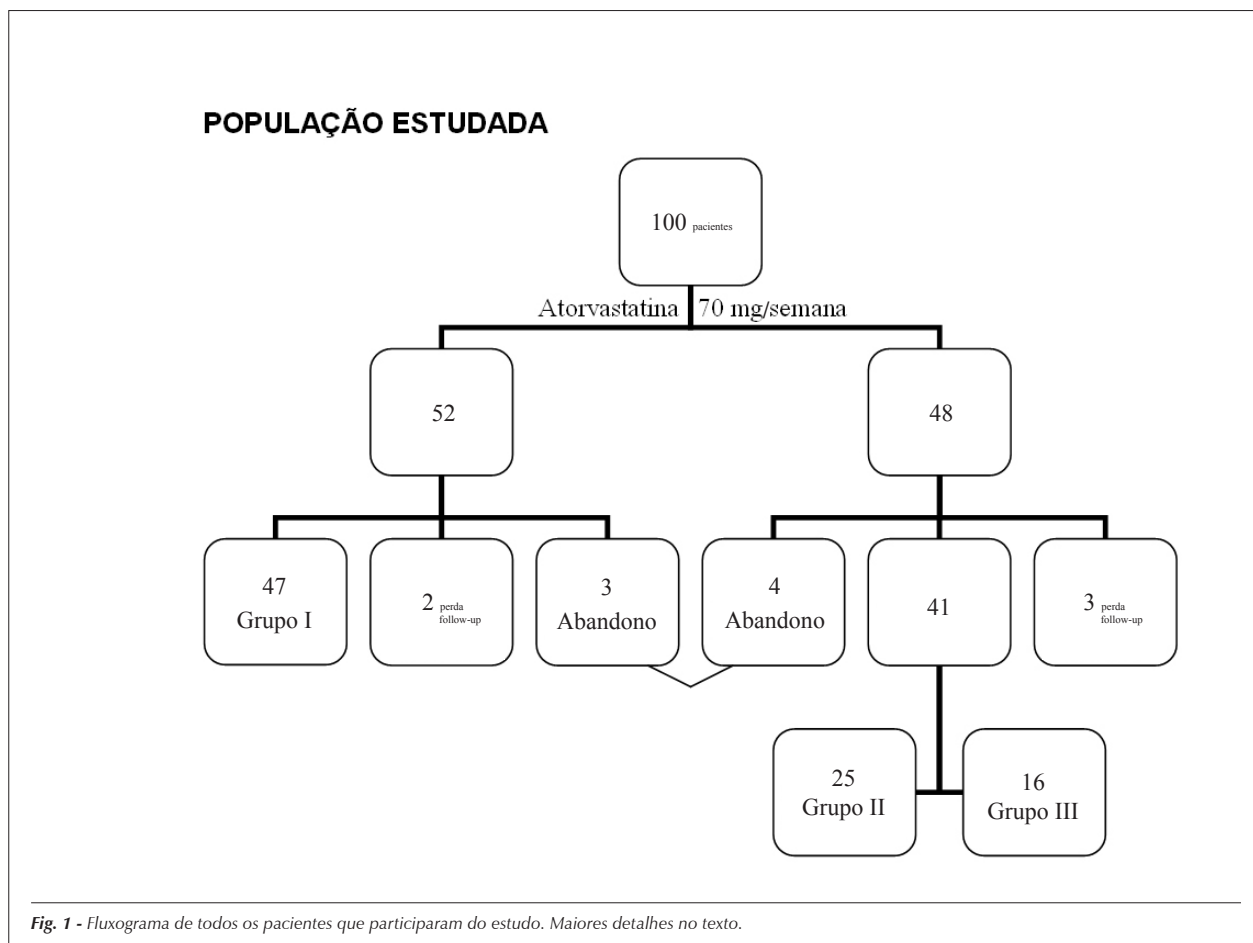 POPULAÇÃO ESTUDADA
100 pacientes
Atorvastatina 70 mg/semana
52
48
47
Grupo I
2 perda
follow-up
3
Abandono
4
Abandono
41
3 perda
follow-up
25
Grupo II
16
Grupo III
Fig. 1 - Fluxograma de todos os pacientes que participaram do estudo. Maiores detalhes no texto.